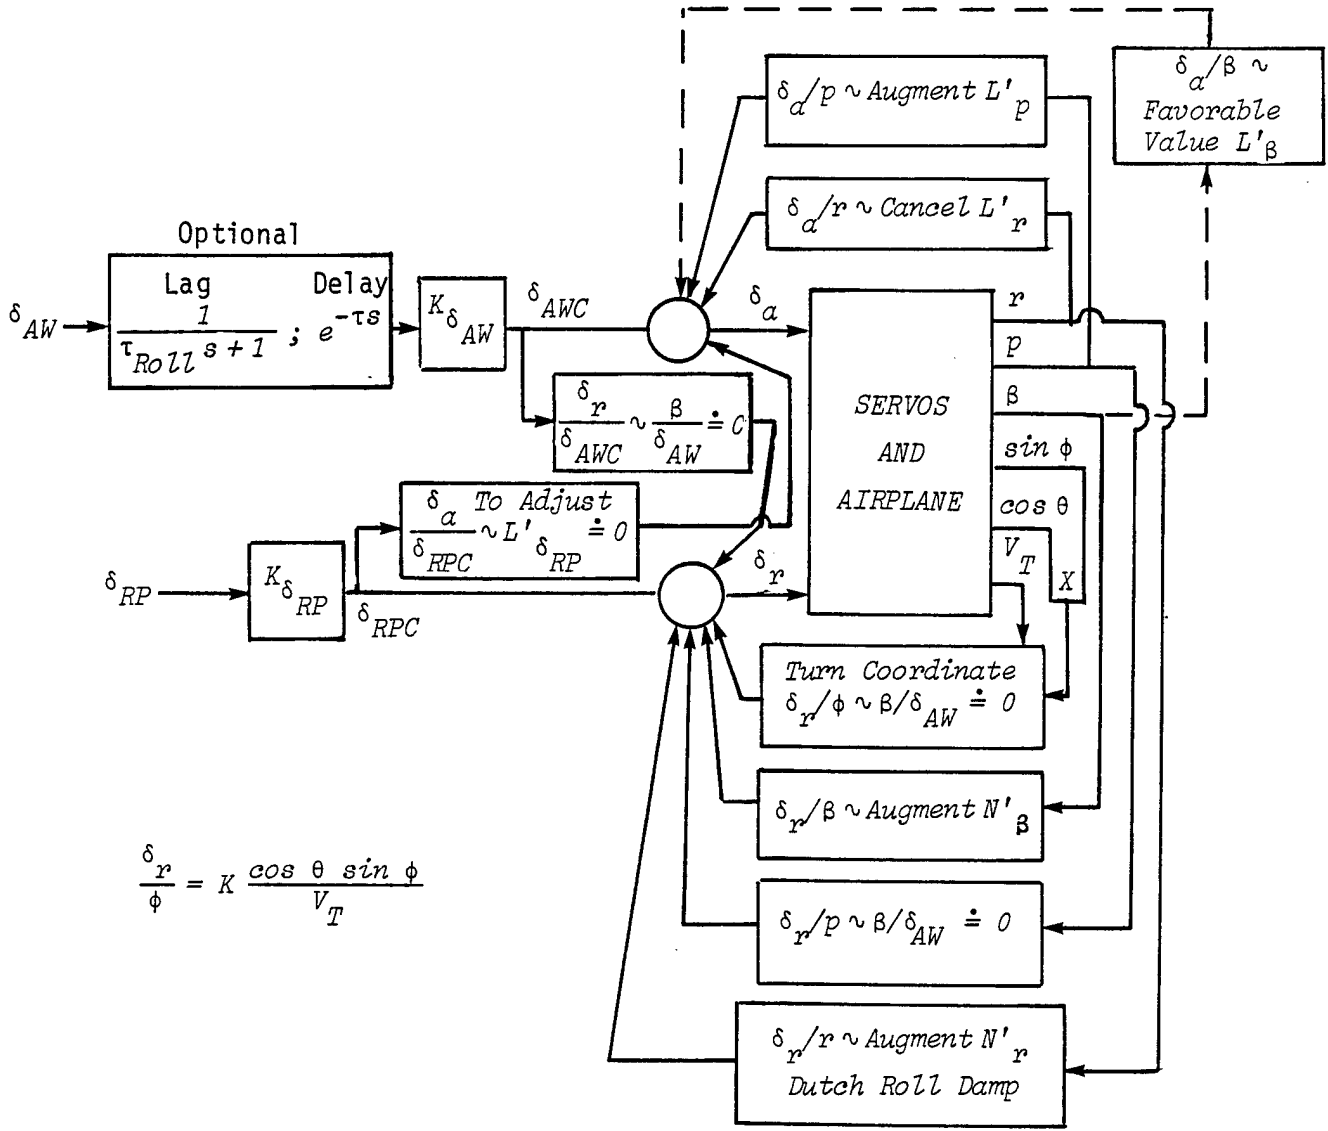 δa/β ~
Favorable
Value L'β
δa/p ~ Augment L'p
δa/r ~ Cancel L'r
Optional
Lag Delay
1/(τRoll s + 1) ; e^-τs
δAW
KδAW
δAWC
δa
δr/δAWC ~ β/δAW ≐ 0
δa/δRPC To Adjust ~ L'δRP ≐ 0
δRP
KδRP
δRPC
δr
SERVOS
AND
AIRPLANE
r
p
β
sin φ
cos θ
VT
X
Turn Coordinate
δr/φ ~ β/δAW ≐ 0
δr/β ~ Augment N'β
δr/p ~ β/δAW ≐ 0
δr/r ~ Augment N'r
Dutch Roll Damp
δr/φ = K cos θ sin φ/VT